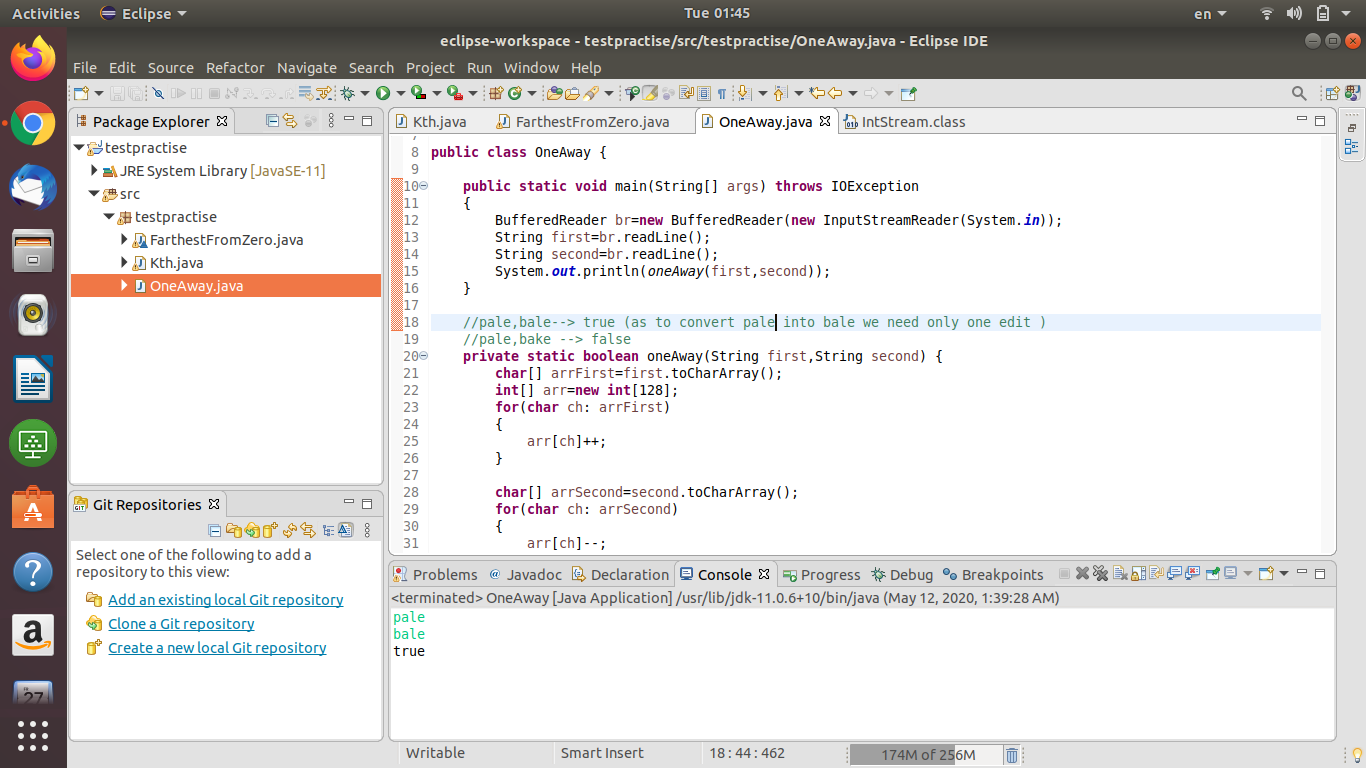 Activities Eclipse Tue 01:45 en
eclipse-workspace - testpractise/src/testpractise/OneAway.java - Eclipse IDE
File Edit Source Refactor Navigate Search Project Run Window Help
Package Explorer
testpractise
JRE System Library [JavaSE-11]
src
testpractise
FarthestFromZero.java
Kth.java
OneAway.java
Git Repositories
GIT
Select one of the following to add a
repository to this view:
Add an existing local Git repository
Clone a Git repository
Create a new local Git repository
Kth.java FarthestFromZero.java OneAway.java IntStream.class
7
8 public class OneAway {
9
10 public static void main(String[] args) throws IOException
11 {
12 BufferedReader br=new BufferedReader(new InputStreamReader(System.in));
13 String first=br.readLine();
14 String second=br.readLine();
15 System.out.println(oneAway(first,second));
16 }
17
18 //pale,bale--> true (as to convert pale into bale we need only one edit )
19 //pale,bake --> false
20 private static boolean oneAway(String first,String second) {
21 char[] arrFirst=first.toCharArray();
22 int[] arr=new int[128];
23 for(char ch: arrFirst)
24 {
25 arr[ch]++;
26 }
27
28 char[] arrSecond=second.toCharArray();
29 for(char ch: arrSecond)
30 {
31 arr[ch]--;
Problems @ Javadoc Declaration Console Progress Debug Breakpoints
<terminated> OneAway [Java Application] /usr/lib/jdk-11.0.6+10/bin/java (May 12, 2020, 1:39:28 AM)
pale
bale
true
Writable Smart Insert 18 : 44 : 462 174M of 256M
27